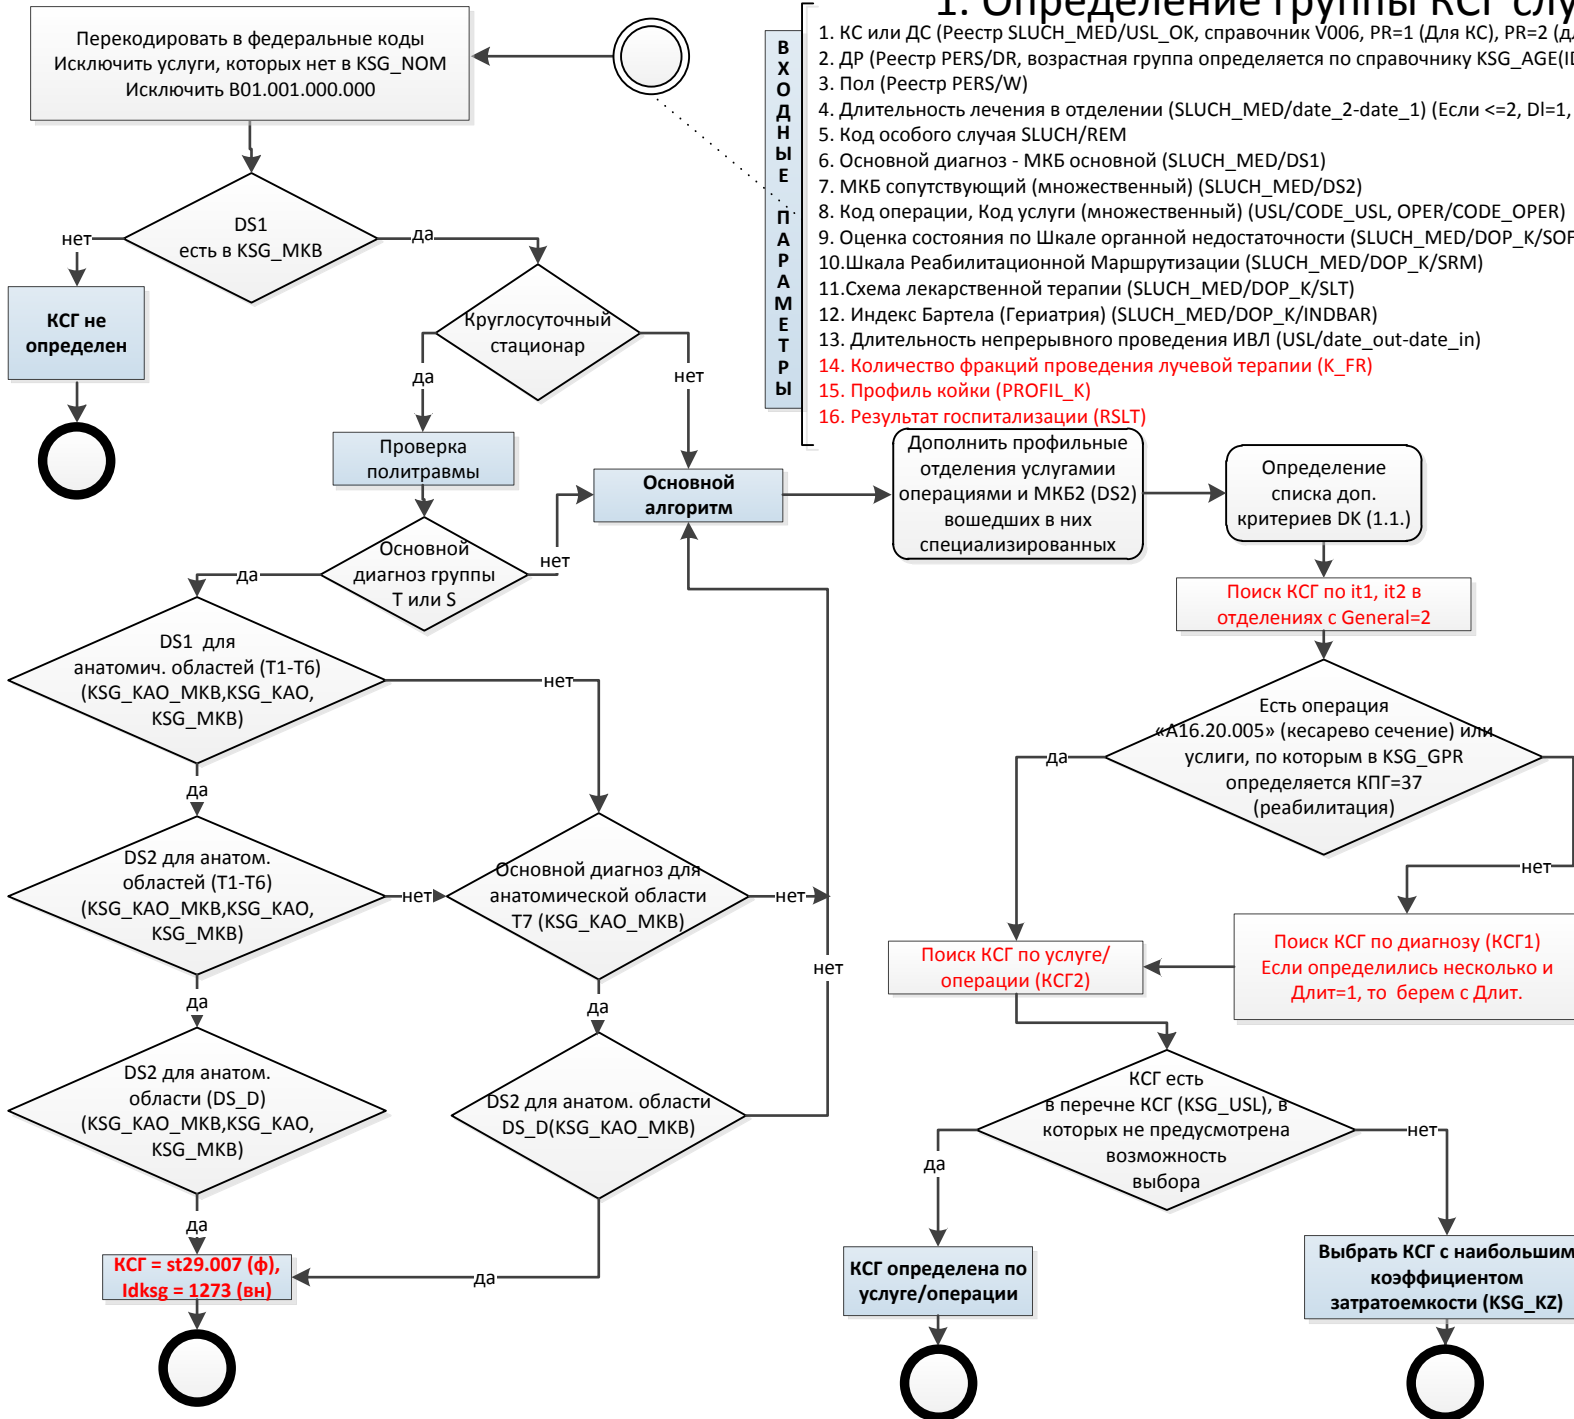 1. Определение группы КСГ слу
Перекодировать в федеральные коды
Исключить услуги, которых нет в KSG_NOM
Исключить B01.001.000.000
ВХОДНЫЕ ПАРАМЕТРЫ
1. КС или ДС (Реестр SLUCH_MED/USL_OK, справочник V006, PR=1 (Для КС), PR=2 (д
2. ДР (Реестр PERS/DR, возрастная группа определяется по справочнику KSG_AGE(ID
3. Пол (Реестр PERS/W)
4. Длительность лечения в отделении (SLUCH_MED/date_2-date_1) (Если <=2, Dl=1,
5. Код особого случая SLUCH/REM
6. Основной диагноз - МКБ основной (SLUCH_MED/DS1)
7. МКБ сопутствующий (множественный) (SLUCH_MED/DS2)
8. Код операции, Код услуги (множественный) (USL/CODE_USL, OPER/CODE_OPER)
9. Оценка состояния по Шкале органной недостаточности (SLUCH_MED/DOP_K/SOF
10.Шкала Реабилитационной Маршрутизации (SLUCH_MED/DOP_K/SRM)
11.Схема лекарственной терапии (SLUCH_MED/DOP_K/SLT)
12. Индекс Бартела (Гериатрия) (SLUCH_MED/DOP_K/INDBAR)
13. Длительность непрерывного проведения ИВЛ (USL/date_out-date_in)
14. Количество фракций проведения лучевой терапии (K_FR)
15. Профиль койки (PROFIL_K)
16. Результат госпитализации (RSLT)
DS1
есть в KSG_MKB
нет
да
КСГ не
определен
Круглосуточный
стационар
да
нет
Проверка
политравмы
Основной
алгоритм
Дополнить профильные
отделения услугамии
операциями и МКБ2 (DS2)
вошедших в них
специализированных
Определение
списка доп.
критериев DK (1.1.)
Основной
диагноз группы
T или S
да
нет
Поиск КСГ по it1, it2 в
отделениях с General=2
DS1 для
анатомич. областей (T1-T6)
(KSG_KAO_MKB,KSG_KAO,
KSG_MKB)
нет
да
Есть операция
«A16.20.005» (кесарево сечение) или
услиги, по которым в KSG_GPR
определяется КПГ=37
(реабилитация)
да
нет
DS2 для анатом.
областей (T1-T6)
(KSG_KAO_MKB,KSG_KAO,
KSG_MKB)
нет
да
Основной диагноз для
анатомической области
T7 (KSG_KAO_MKB)
нет
да
нет
Поиск КСГ по услуге/
операции (КСГ2)
Поиск КСГ по диагнозу (КСГ1)
Если определились несколько и
Длит=1, то  берем с Длит.
DS2 для анатом.
области (DS_D)
(KSG_KAO_MKB,KSG_KAO,
KSG_MKB)
да
DS2 для анатом. области
DS_D(KSG_KAO_MKB)
да
КСГ есть
в перечне КСГ (KSG_USL), в
которых не предусмотрена
возможность
выбора
да
нет
КСГ = st29.007 (ф),
Idksg = 1273 (вн)
КСГ определена по
услуге/операции
Выбрать КСГ с наибольшим
коэффициентом
затратоемкости (KSG_KZ)